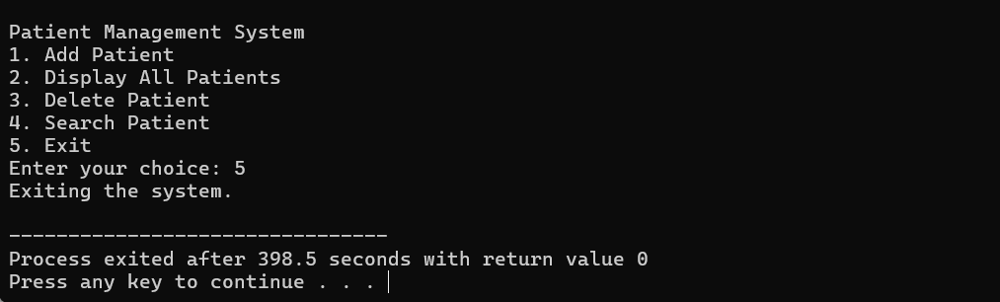 Patient Management System
1. Add Patient
2. Display All Patients
3. Delete Patient
4. Search Patient
5. Exit
Enter your choice: 5
Exiting the system.
--------------------------------
Process exited after 398.5 seconds with return value 0
Press any key to continue . . .